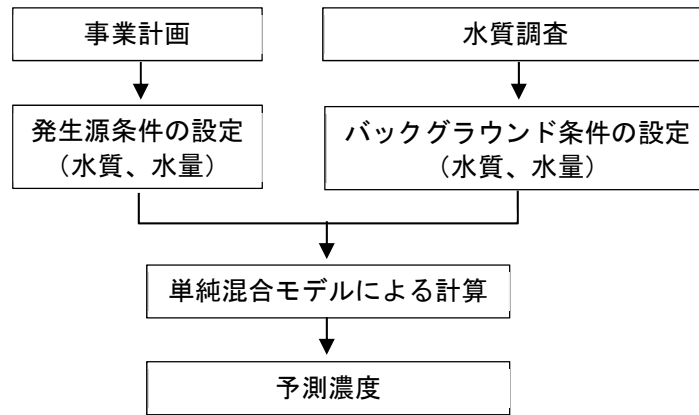 事業計画
水質調査
発生源条件の設定
（水質、水量）
バックグラウンド条件の設定
（水質、水量）
単純混合モデルによる計算
予測濃度